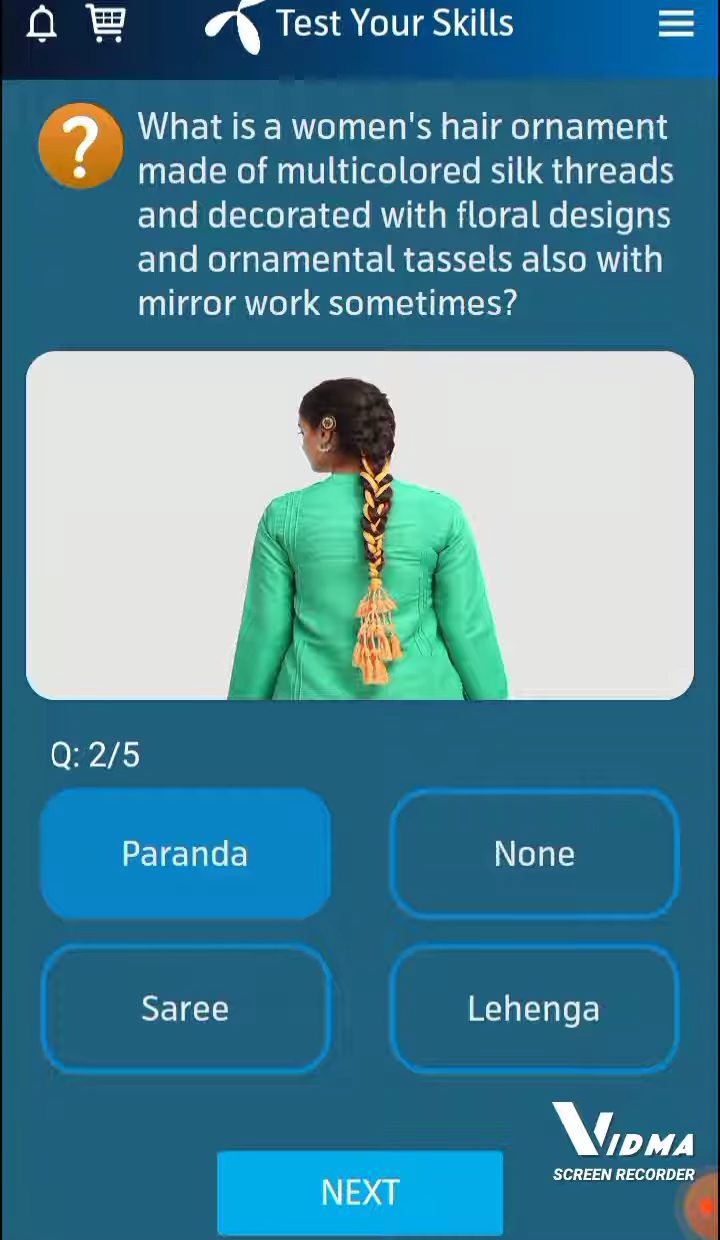 Test Your Skills
?
What is a women's hair ornament
made of multicolored silk threads
and decorated with floral designs
and ornamental tassels also with
mirror work sometimes?
Q: 2/5
Paranda
None
Saree
Lehenga
VIDMA
SCREEN RECORDER
NEXT